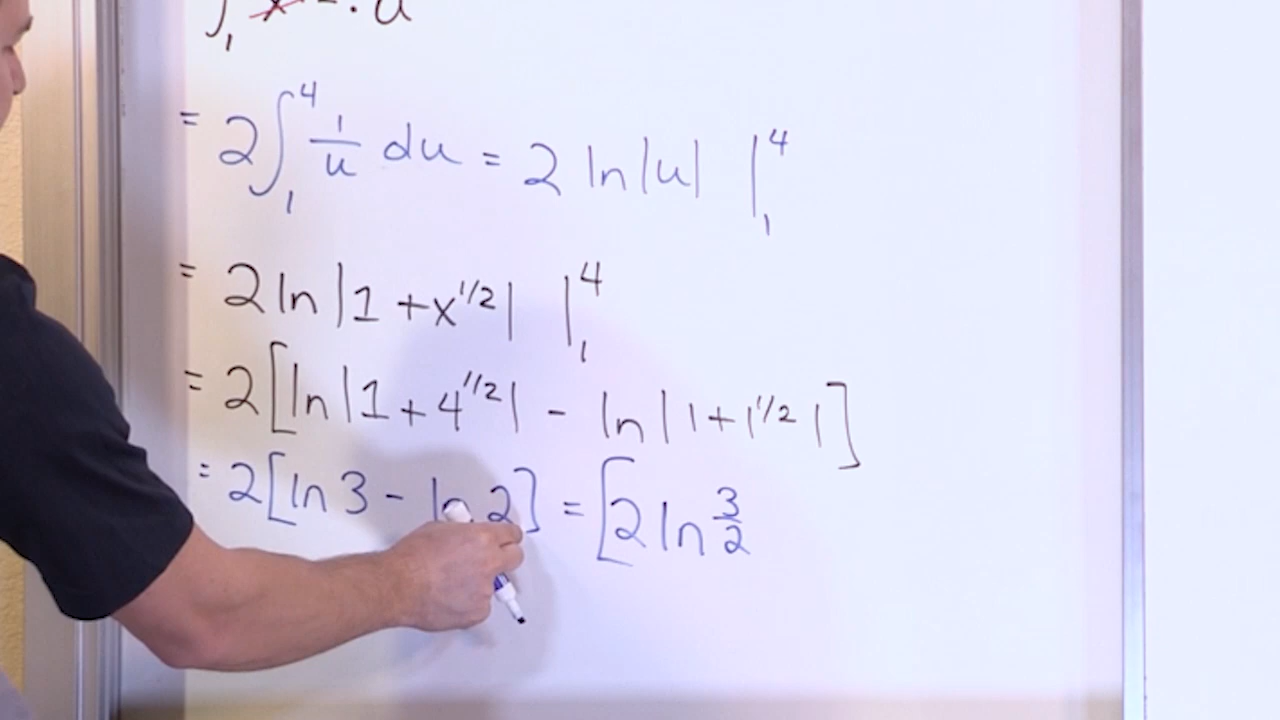 = 2∫₁⁴ 1/u du = 2 ln|u| |₁⁴
= 2 ln|1 + x^1/2| |₁⁴
= 2[ln|1 + 4^1/2| - ln|1 + 1^1/2|]
= 2[ln 3 - ln 2] = [2 ln 3/2